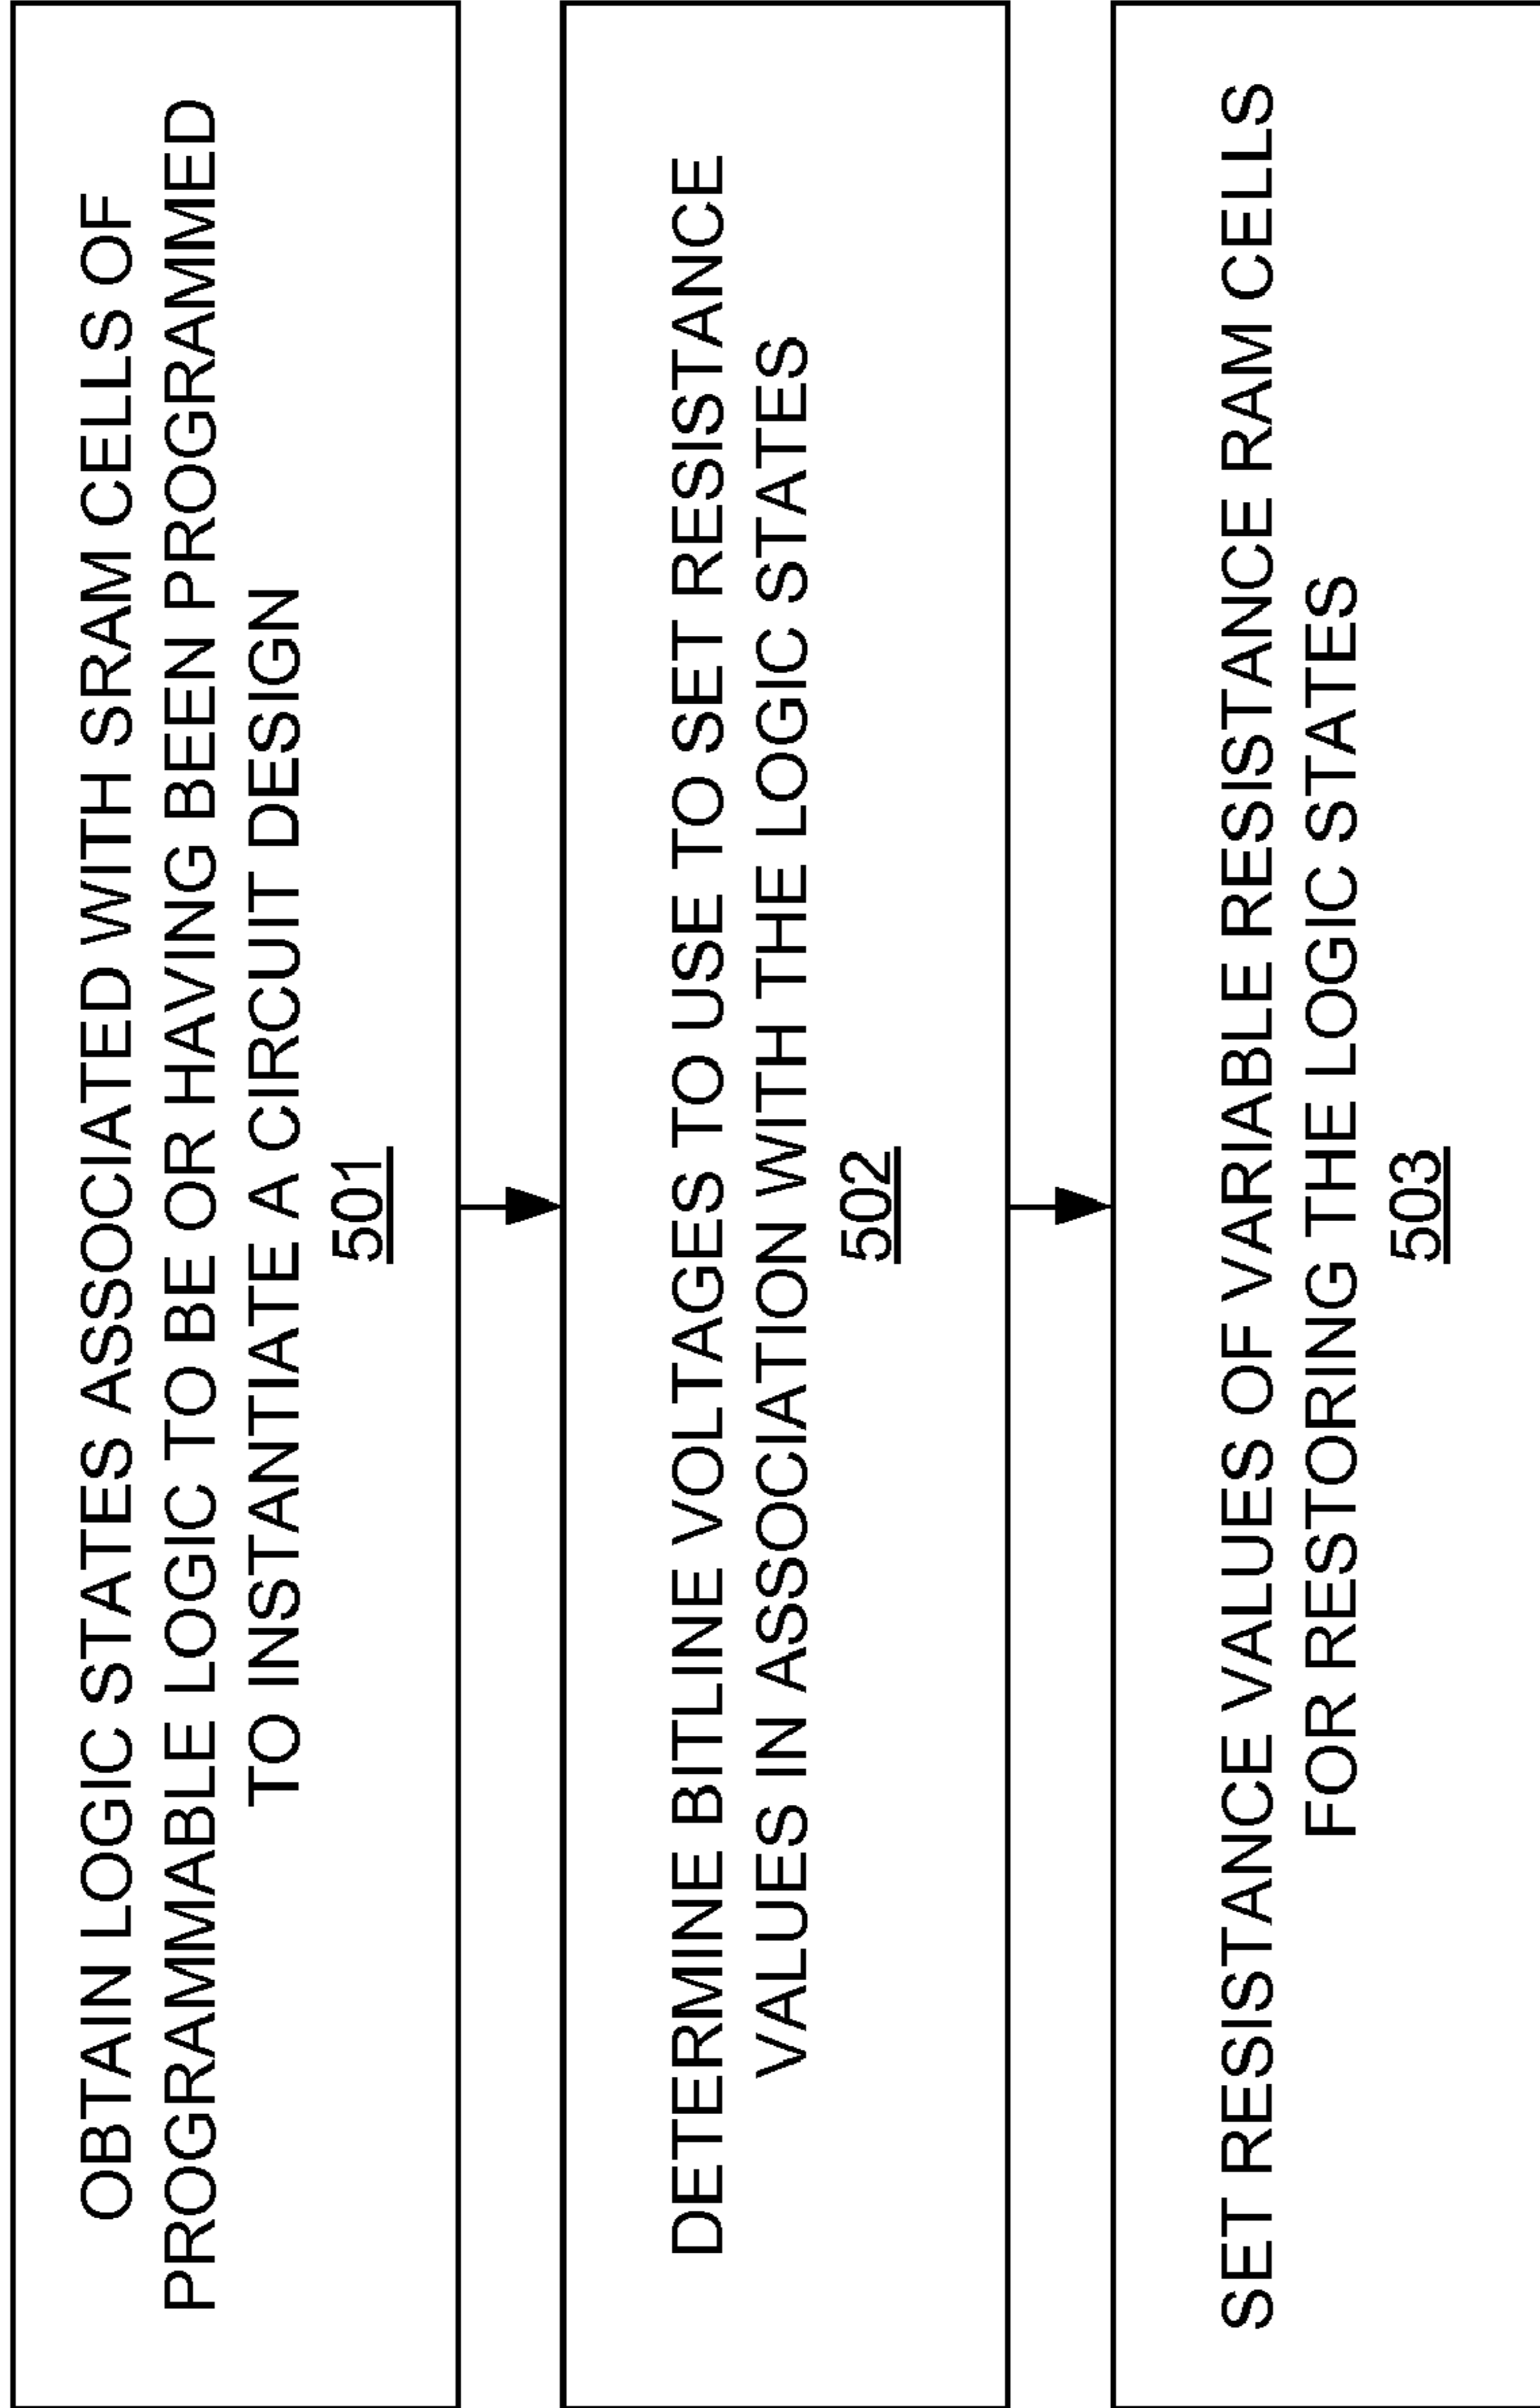 OBTAIN LOGIC STATES ASSOCIATED WITH SRAM CELLS OF
PROGRAMMABLE LOGIC TO BE OR HAVING BEEN PROGRAMMED
TO INSTANTIATE A CIRCUIT DESIGN
501
DETERMINE BITLINE VOLTAGES TO USE TO SET RESISTANCE
VALUES IN ASSOCIATION WITH THE LOGIC STATES
502
SET RESISTANCE VALUES OF VARIABLE RESISTANCE RAM CELLS
FOR RESTORING THE LOGIC STATES
503